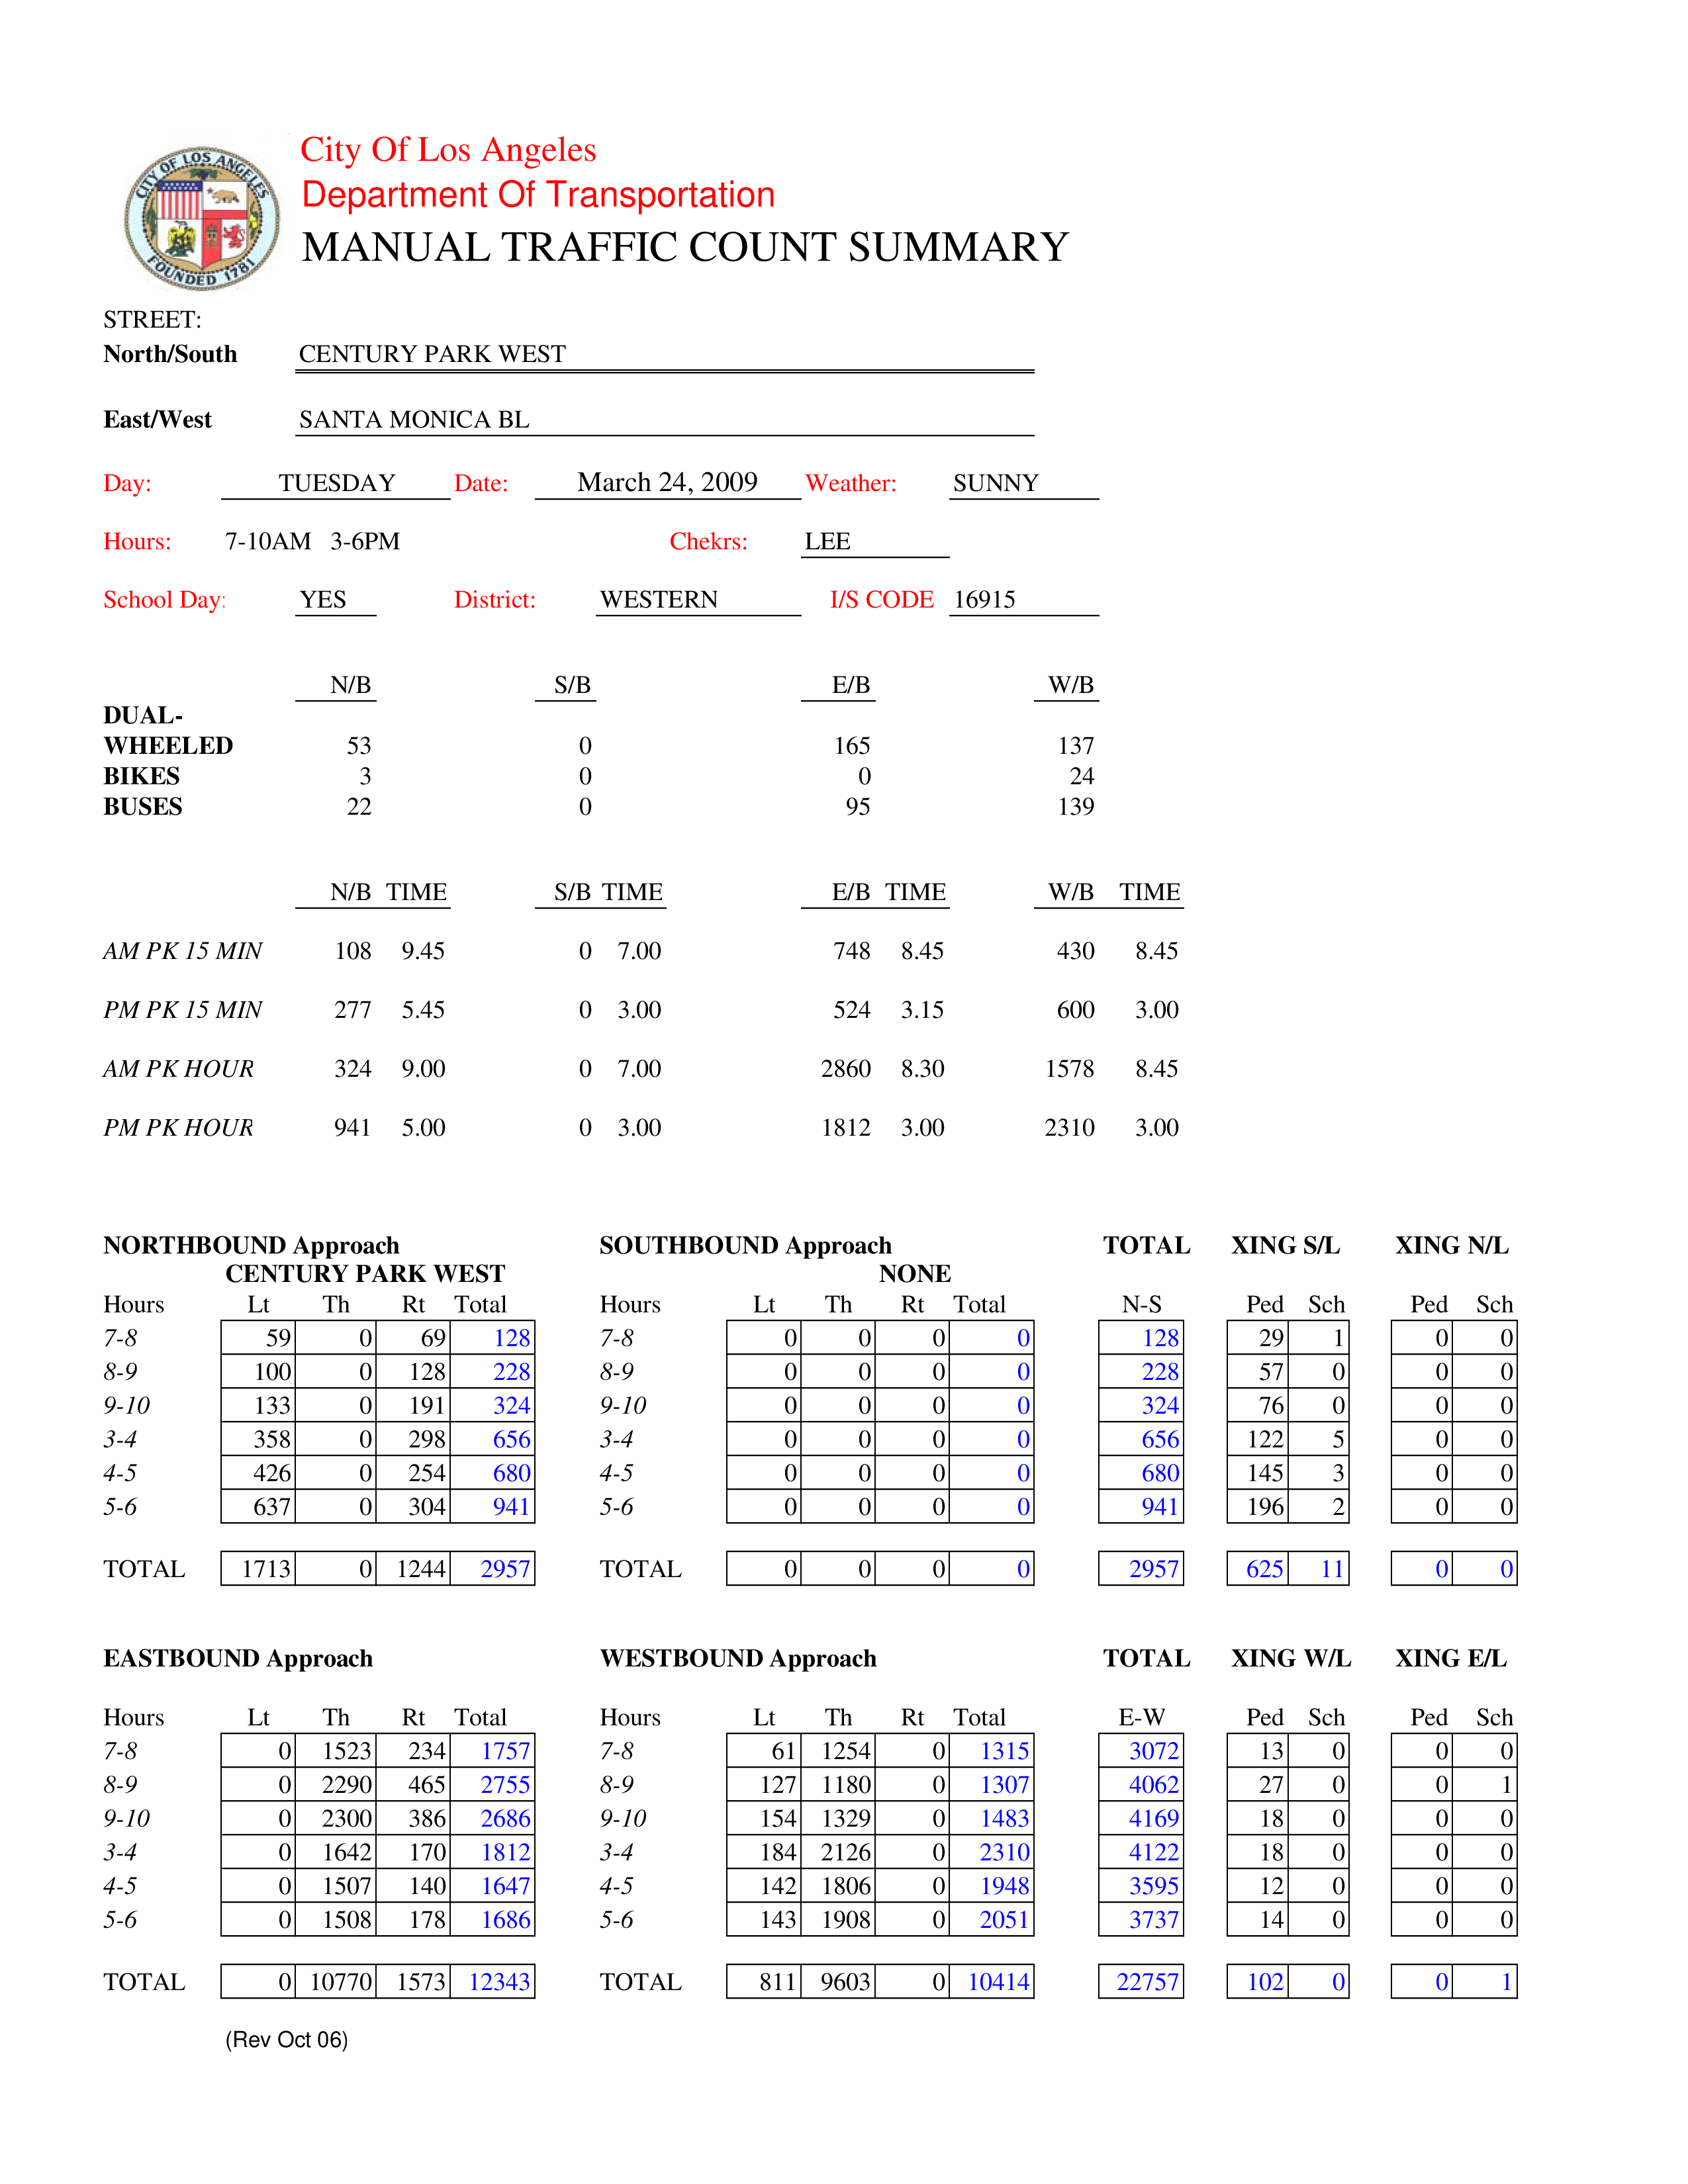 CITY OF LOS ANGELES
FOUNDED 1781
City Of Los Angeles
Department Of Transportation
MANUAL TRAFFIC COUNT SUMMARY
STREET:
North/South CENTURY PARK WEST
East/West SANTA MONICA BL
Day: TUESDAY Date: March 24, 2009 Weather: SUNNY
Hours: 7-10AM 3-6PM Chekrs: LEE
School Day: YES District: WESTERN I/S CODE 16915
N/B S/B E/B W/B
DUAL-
WHEELED 53 0 165 137
BIKES 3 0 0 24
BUSES 22 0 95 139
N/B TIME S/B TIME E/B TIME W/B TIME
AM PK 15 MIN 108 9.45 0 7.00 748 8.45 430 8.45
PM PK 15 MIN 277 5.45 0 3.00 524 3.15 600 3.00
AM PK HOUR 324 9.00 0 7.00 2860 8.30 1578 8.45
PM PK HOUR 941 5.00 0 3.00 1812 3.00 2310 3.00
NORTHBOUND Approach SOUTHBOUND Approach TOTAL XING S/L XING N/L
CENTURY PARK WEST NONE
Hours Lt Th Rt Total Hours Lt Th Rt Total N-S Ped Sch Ped Sch
7-8 59 0 69 128 7-8 0 0 0 0 128 29 1 0 0
8-9 100 0 128 228 8-9 0 0 0 0 228 57 0 0 0
9-10 133 0 191 324 9-10 0 0 0 0 324 76 0 0 0
3-4 358 0 298 656 3-4 0 0 0 0 656 122 5 0 0
4-5 426 0 254 680 4-5 0 0 0 0 680 145 3 0 0
5-6 637 0 304 941 5-6 0 0 0 0 941 196 2 0 0
TOTAL 1713 0 1244 2957 TOTAL 0 0 0 0 2957 625 11 0 0
EASTBOUND Approach WESTBOUND Approach TOTAL XING W/L XING E/L
Hours Lt Th Rt Total Hours Lt Th Rt Total E-W Ped Sch Ped Sch
7-8 0 1523 234 1757 7-8 61 1254 0 1315 3072 13 0 0 0
8-9 0 2290 465 2755 8-9 127 1180 0 1307 4062 27 0 0 1
9-10 0 2300 386 2686 9-10 154 1329 0 1483 4169 18 0 0 0
3-4 0 1642 170 1812 3-4 184 2126 0 2310 4122 18 0 0 0
4-5 0 1507 140 1647 4-5 142 1806 0 1948 3595 12 0 0 0
5-6 0 1508 178 1686 5-6 143 1908 0 2051 3737 14 0 0 0
TOTAL 0 10770 1573 12343 TOTAL 811 9603 0 10414 22757 102 0 0 1
(Rev Oct 06)